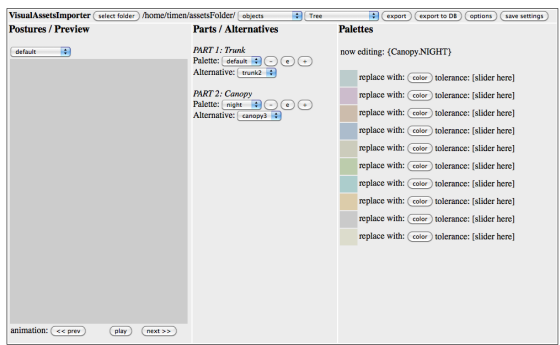 VisualAssetsImporter select folder /home/timen/assetsFolder/ objects Tree export export to DB options save settings
Postures / Preview
default
animation: << prev play next >>
Parts / Alternatives
PART 1: Trunk
Palette: default - e +
Alternative: trunk2
PART 2: Canopy
Palette: night - e +
Alternative: canopy3
Palettes
now editing: {Canopy.NIGHT}
replace with: color tolerance: [slider here]
replace with: color tolerance: [slider here]
replace with: color tolerance: [slider here]
replace with: color tolerance: [slider here]
replace with: color tolerance: [slider here]
replace with: color tolerance: [slider here]
replace with: color tolerance: [slider here]
replace with: color tolerance: [slider here]
replace with: color tolerance: [slider here]
replace with: color tolerance: [slider here]